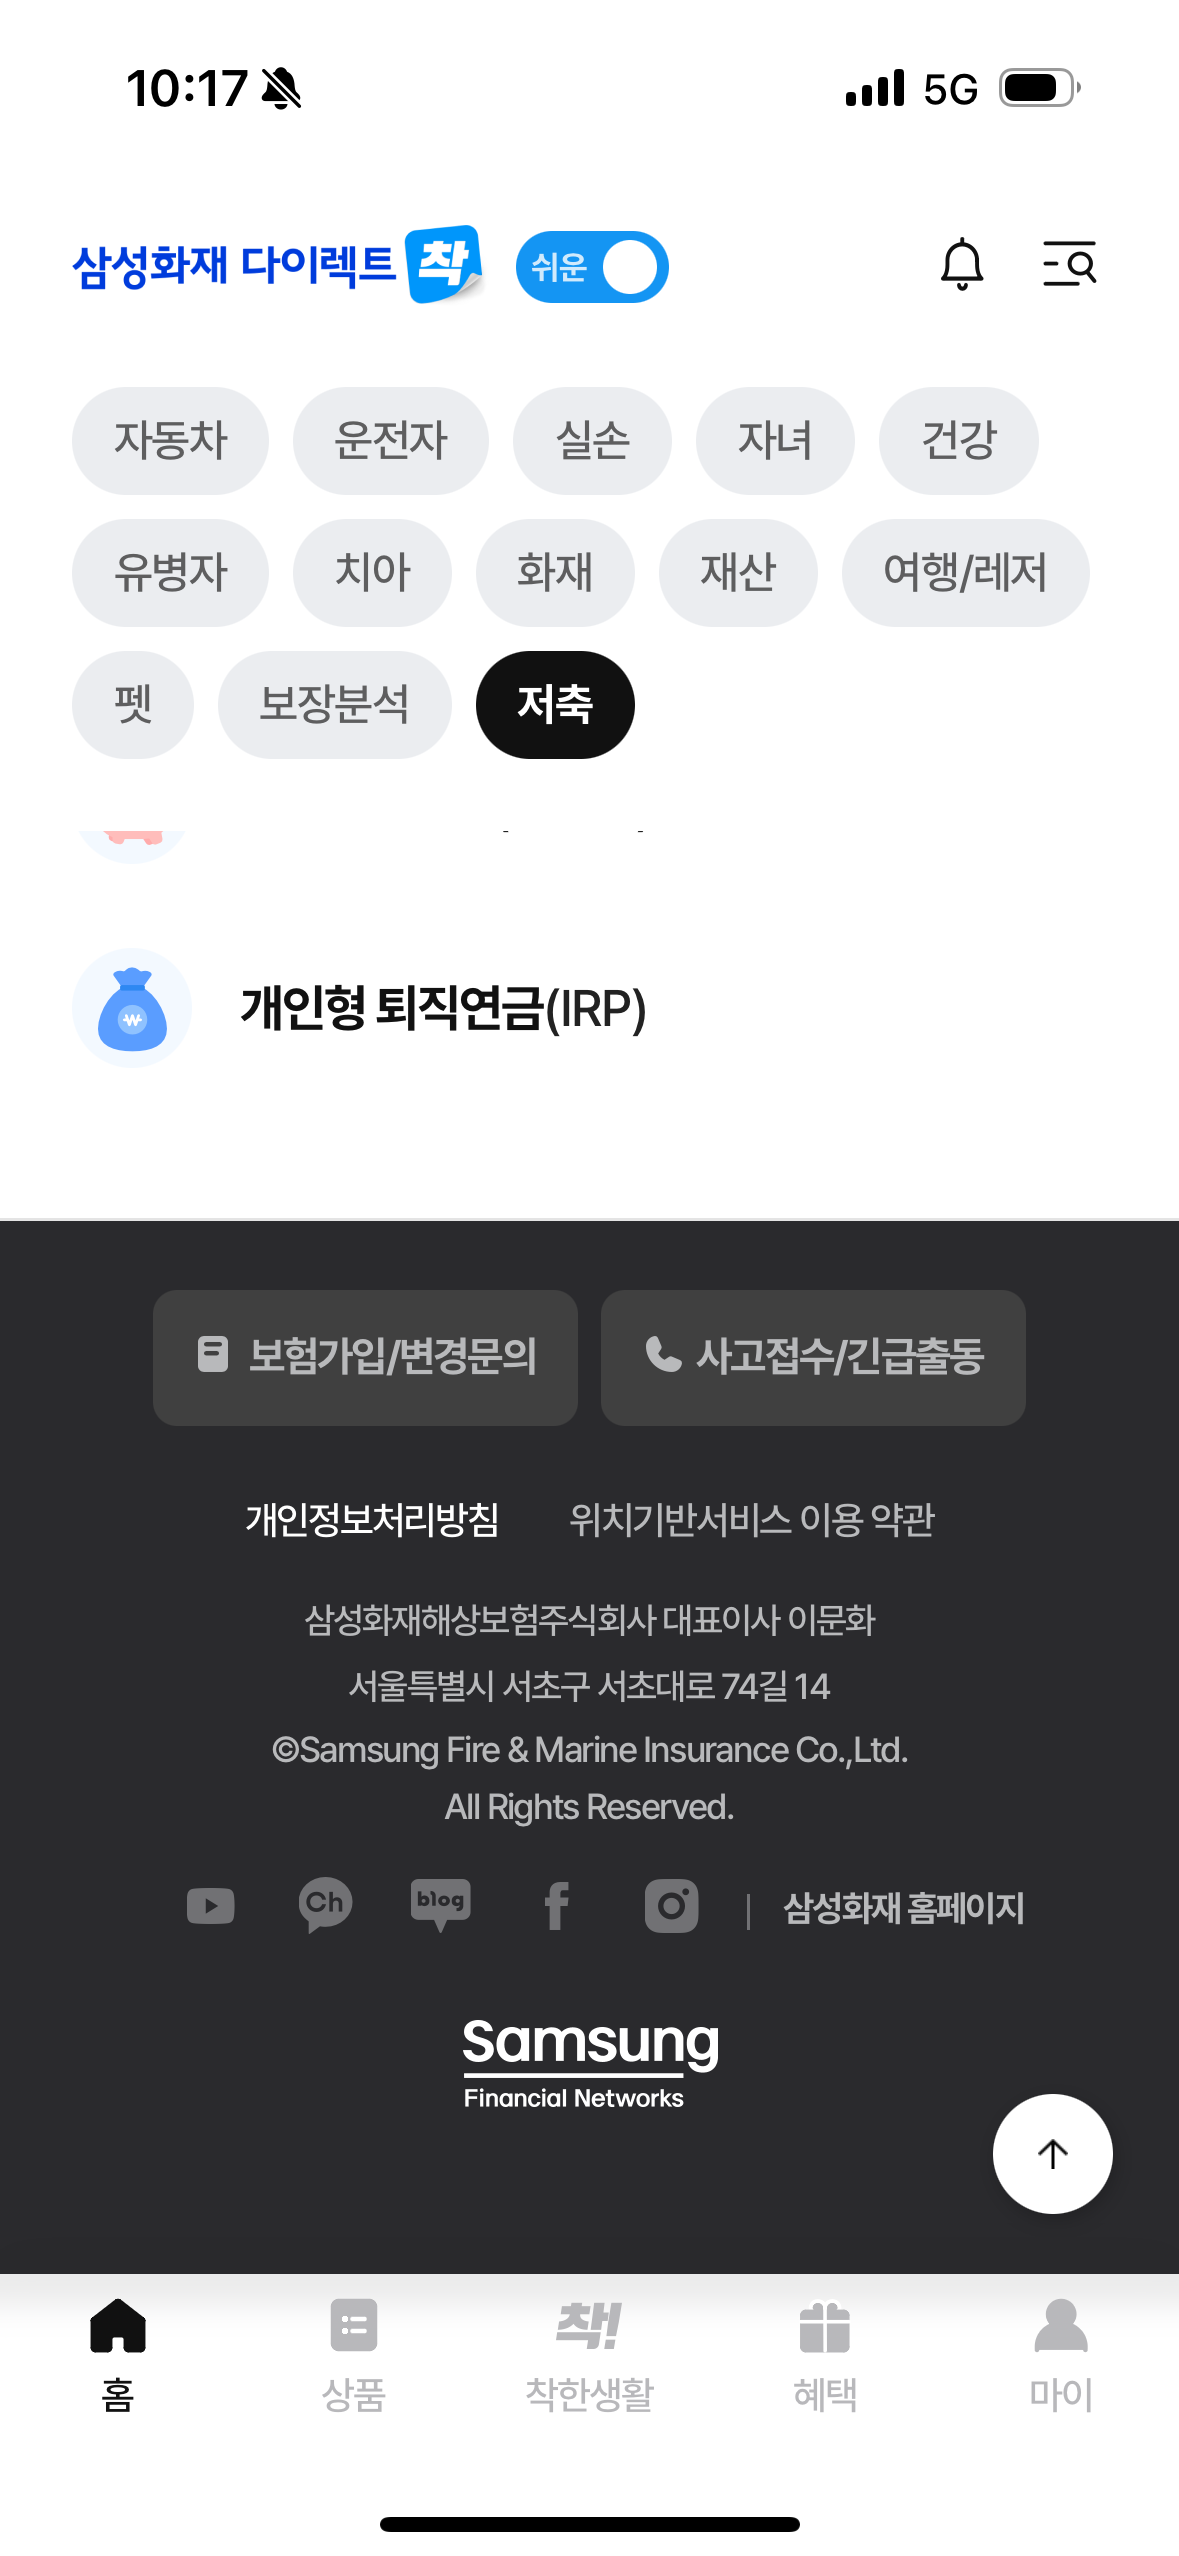 10:17 5G
삼성화재 다이렉트 착 쉬운
자동차 운전자 실손 자녀 건강
유병자 치아 화재 재산 여행/레저
펫 보장분석 저축
₩ 개인형 퇴직연금(IRP)
보험가입/변경문의 사고접수/긴급출동
개인정보처리방침 위치기반서비스 이용 약관
삼성화재해상보험주식회사 대표이사 이문화
서울특별시 서초구 서초대로 74길 14
©Samsung Fire & Marine Insurance Co.,Ltd.
All Rights Reserved.
Ch blog f | 삼성화재 홈페이지
Samsung
Financial Networks
착!
홈 상품 착한생활 혜택 마이